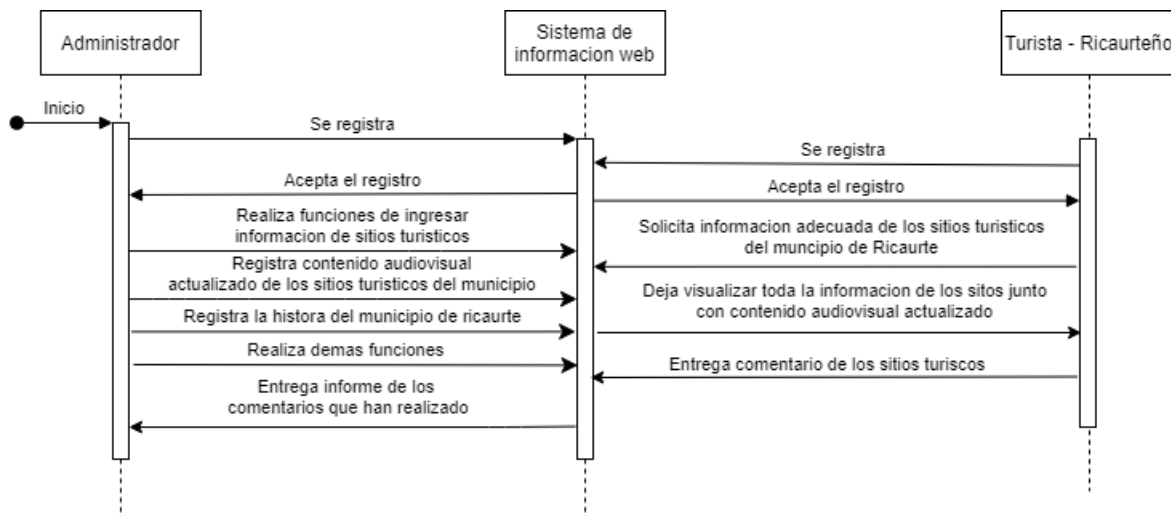 Administrador
Sistema de
informacion web
Turista - Ricaurteño
Inicio
Se registra
Se registra
Acepta el registro
Acepta el registro
Realiza funciones de ingresar
informacion de sitios turisticos
Solicita informacion adecuada de los sitios turisticos
del muncipio de Ricaurte
Registra contenido audiovisual
actualizado de los sitios turisticos del municipio
Deja visualizar toda la informacion de los sitos junto
con contenido audiovisual actualizado
Registra la histora del municipio de ricaurte
Realiza demas funciones
Entrega comentario de los sitios turiscos
Entrega informe de los
comentarios que han realizado